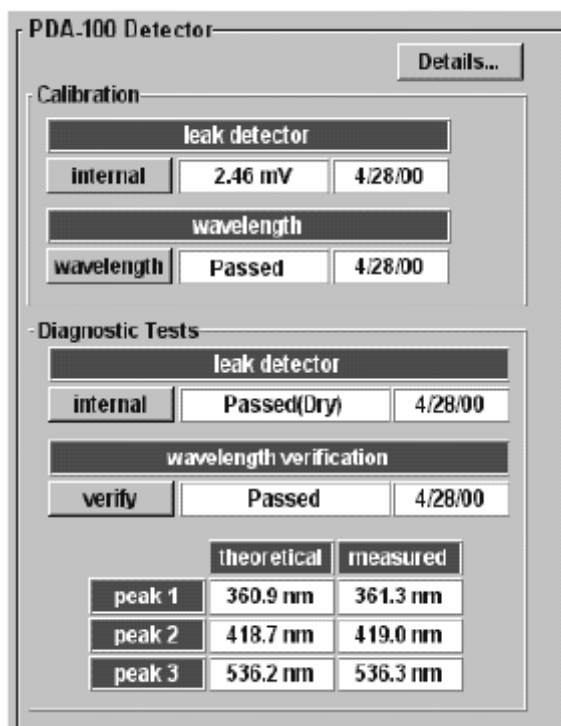 PDA-100 Detector
Details...
Calibration
leak detector
internal 2.46 mV 4/28/00
wavelength
wavelength Passed 4/28/00
Diagnostic Tests
leak detector
internal Passed(Dry) 4/28/00
wavelength verification
verify Passed 4/28/00
theoretical measured
peak 1 360.9 nm 361.3 nm
peak 2 418.7 nm 419.0 nm
peak 3 536.2 nm 536.3 nm